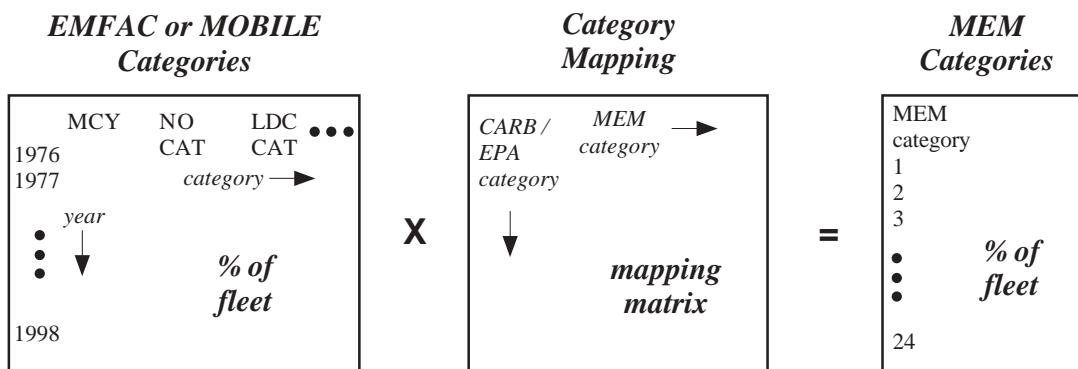 EMFAC or MOBILE
Categories
Category
Mapping
MEM
Categories
MCY NO LDC
CAT CAT
1976
1977 category
year
% of
fleet
1998
X
CARB / MEM
EPA category
category
mapping
matrix
=
MEM
category
1
2
3
% of
fleet
24